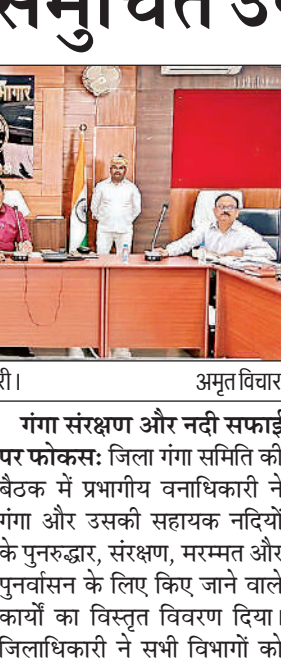 समुचित उप
भागार
री।
अमृत विचार
गंगा संरक्षण और नदी सफाई
पर फोकस: जिला गंगा समिति की
बैठक में प्रभागीय वनाधिकारी ने
गंगा और उसकी सहायक नदियों
के पुनरुद्धार, संरक्षण, मरम्मत और
पुनर्वासन के लिए किए जाने वाले
कार्यों का विस्तृत विवरण दिया।
जिलाधिकारी ने सभी विभागों को